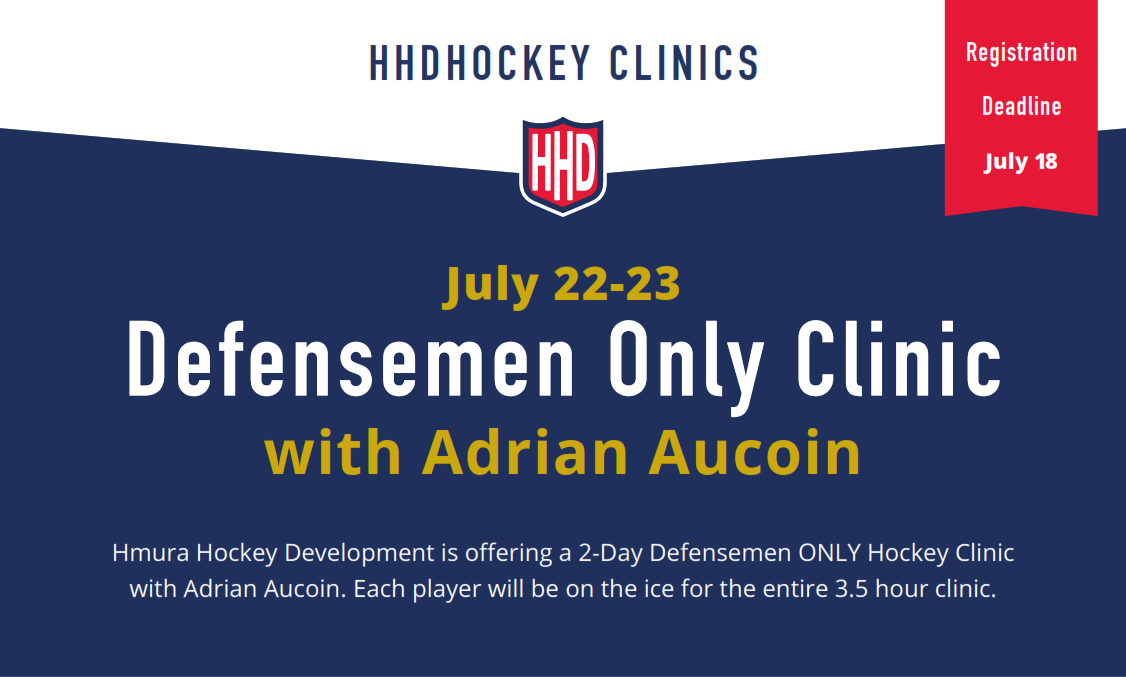 HHDHOCKEY CLINICS
Registration
Deadline
July 18
HHD
July 22-23
Defensemen Only Clinic
with Adrian Aucoin
Hmura Hockey Development is offering a 2-Day Defensemen ONLY Hockey Clinic
with Adrian Aucoin. Each player will be on the ice for the entire 3.5 hour clinic.